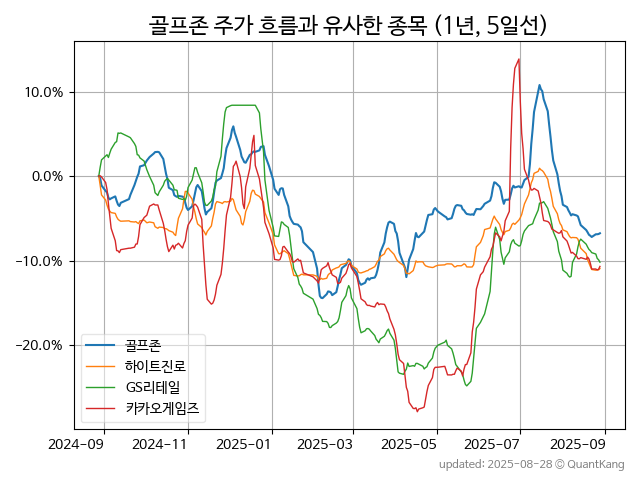 골프존 주가 흐름과 유사한 종목 (1년, 5일선)
10.0%
0.0%
−10.0%
−20.0%
골프존
하이트진로
GS리테일
카카오게임즈
2024-09 2024-11 2025-01 2025-03 2025-05 2025-07 2025-09
updated: 2025-08-28 © QuantKang